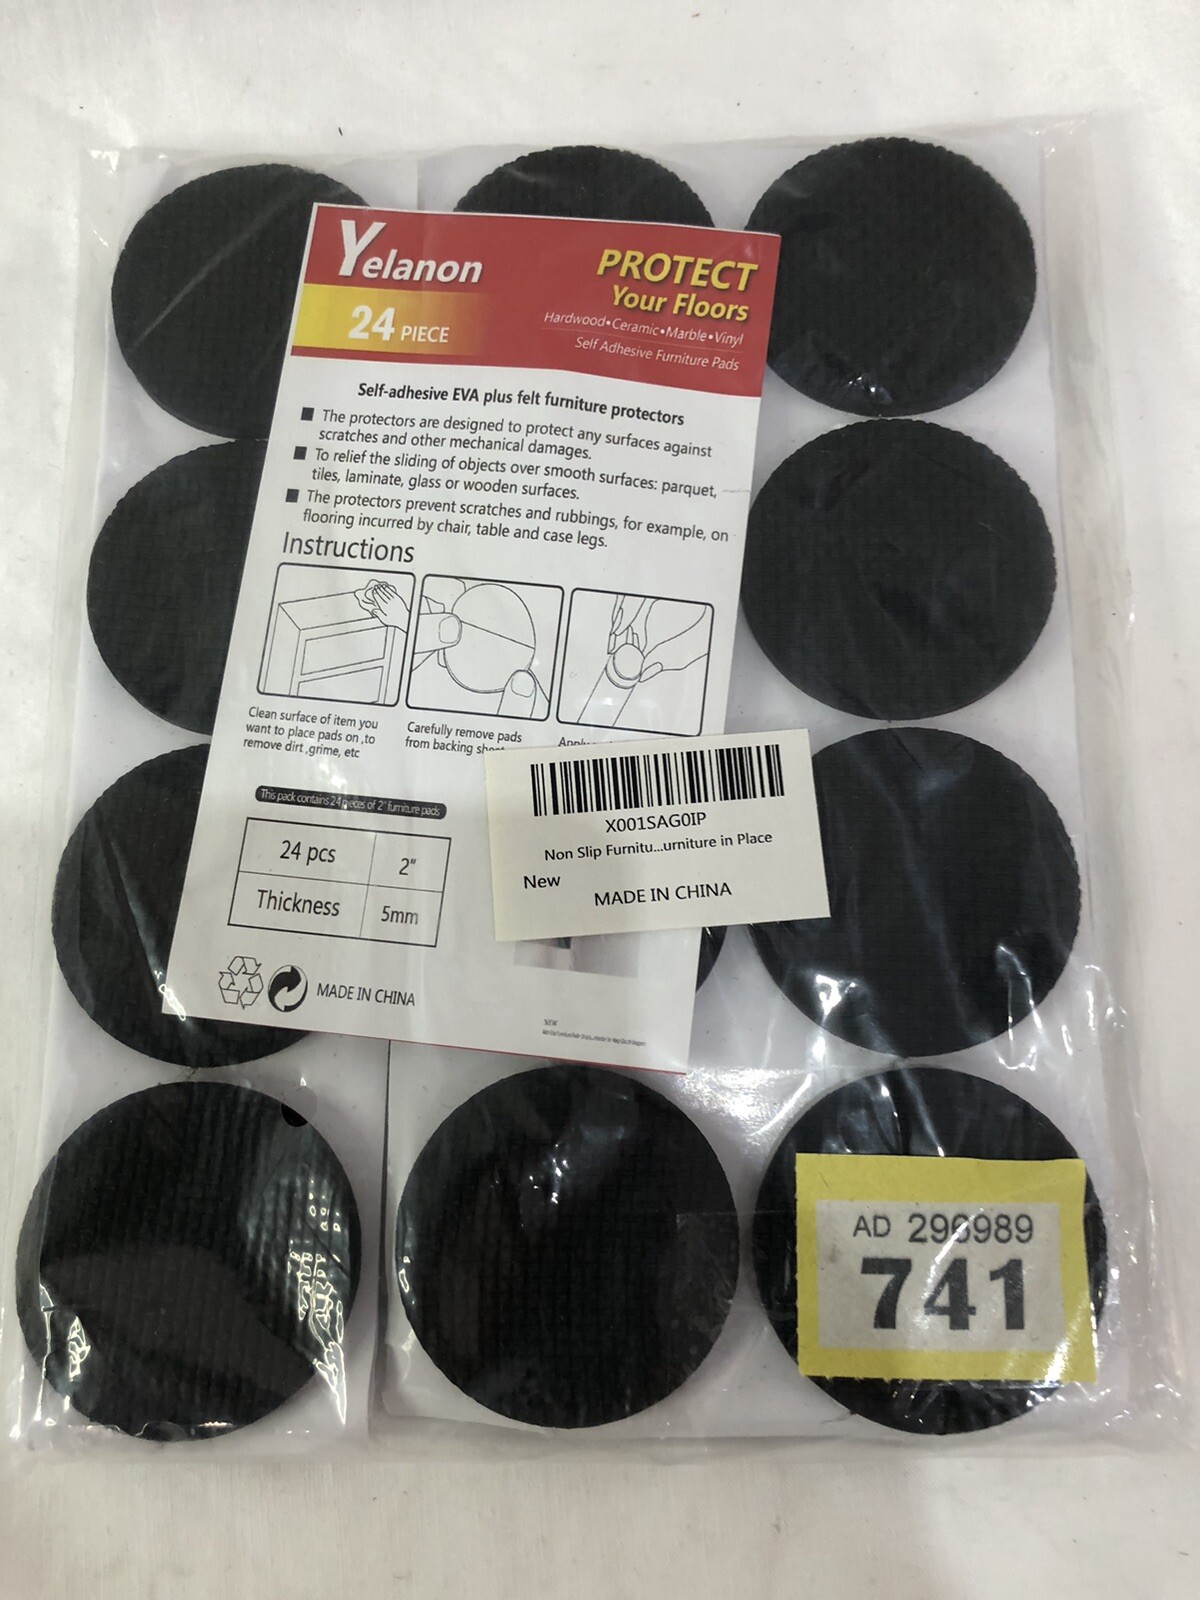 Yelanon
24 PIECE
PROTECT
Your Floors
Hardwood•Ceramic•Marble•Vinyl
Self Adhesive Furniture Pads
Self-adhesive EVA plus felt furniture protectors
■ The protectors are designed to protect any surfaces against
scratches and other mechanical damages.
■ To relief the sliding of objects over smooth surfaces: parquet,
tiles, laminate, glass or wooden surfaces.
■ The protectors prevent scratches and rubbings, for example, on
flooring incurred by chair, table and case legs.
Instructions
Clean surface of item you
want to place pads on ,to
remove dirt ,grime, etc
Carefully remove pads
from backing
This pack contains 24 pieces of 2" furniture pads
24 pcs 2"
Thickness 5mm
MADE IN CHINA
X001SAG0IP
Non Slip Furnitu...urniture in Place
New
MADE IN CHINA
AD 296989
741